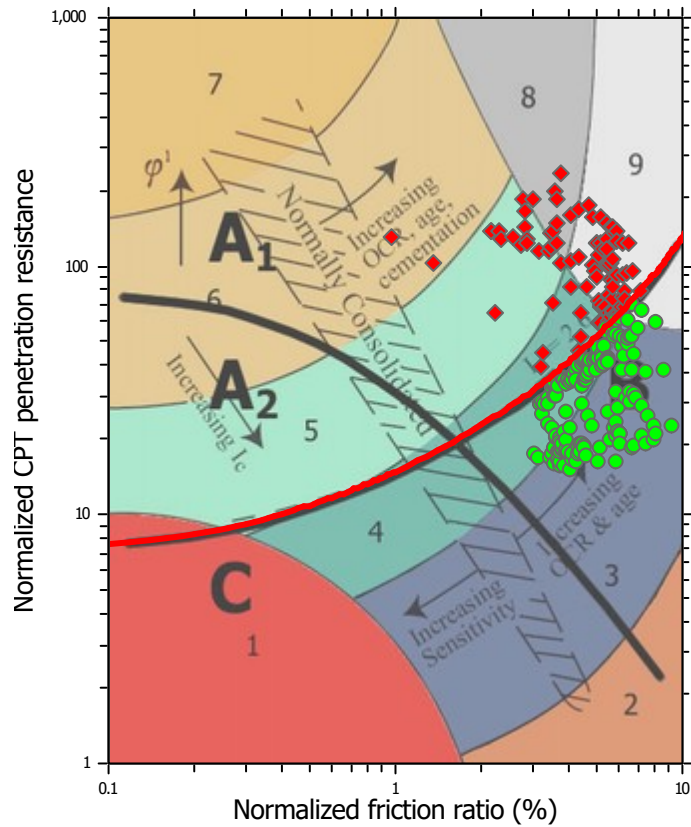 1,000
100
10
1
0.1
1
10
Normalized CPT penetration resistance
Normalized friction ratio (%)
7
8
9
φ¹
A1
6
Normally Consolidated
Increasing
OCR, age,
cementation
A2
Increasing Ic
5
4
C
1
Increasing
OCR & age
Increasing
Sensitivity
3
2